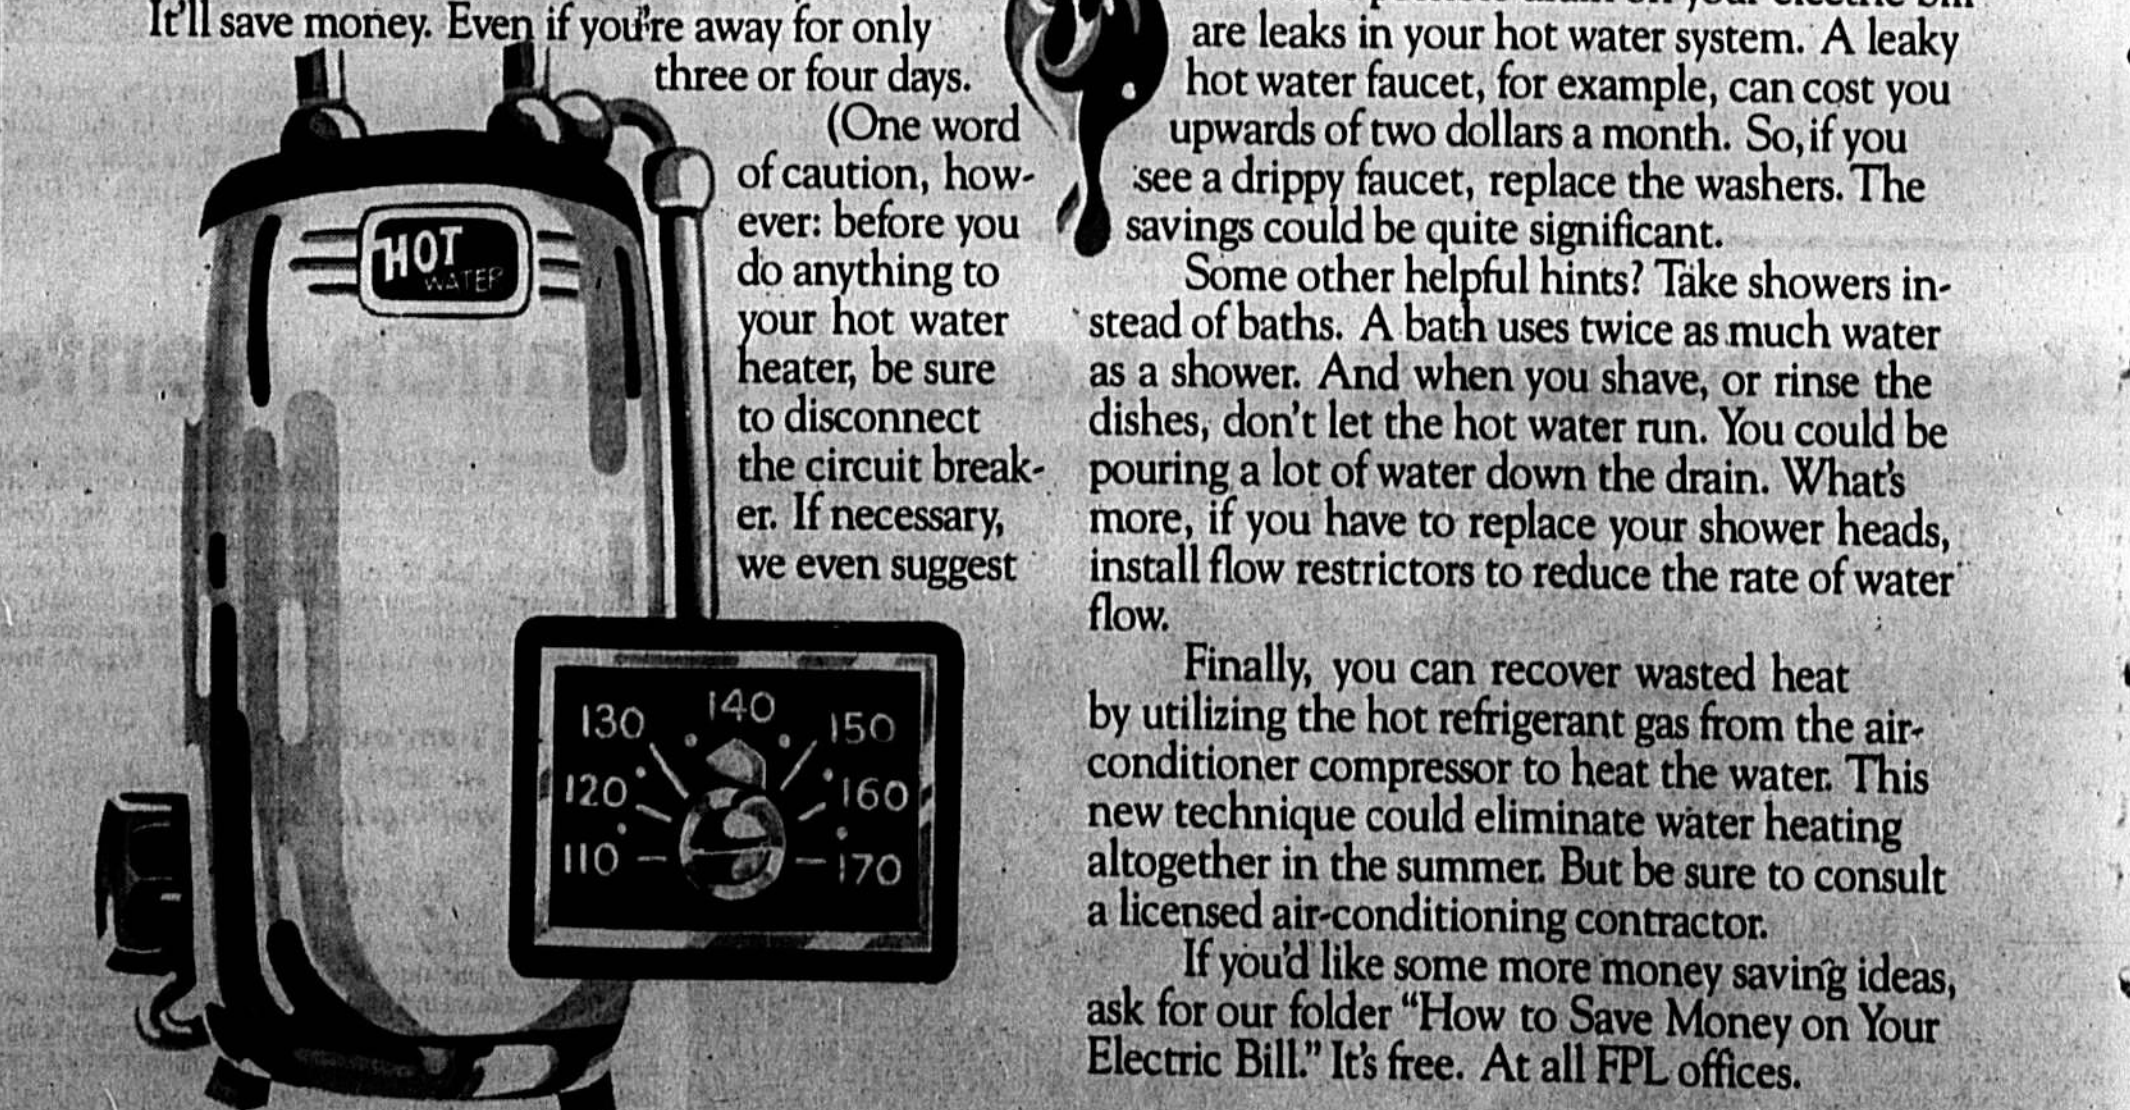 It'll save money. Even if you're away for only
three or four days.
(One word
of caution, how-
ever: before you
do anything to
your hot water
heater, be sure
to disconnect
the circuit break-
er. If necessary,
we even suggest
HOT
WATER
130
140
150
120
160
110
170
are leaks in your hot water system. A leaky
hot water faucet, for example, can cost you
upwards of two dollars a month. So, if you
see a drippy faucet, replace the washers. The
savings could be quite significant.
Some other helpful hints? Take showers in-
stead of baths. A bath uses twice as much water
as a shower. And when you shave, or rinse the
dishes, don't let the hot water run. You could be
pouring a lot of water down the drain. What's
more, if you have to replace your shower heads,
install flow restrictors to reduce the rate of water
flow.
Finally, you can recover wasted heat
by utilizing the hot refrigerant gas from the air-
conditioner compressor to heat the water. This
new technique could eliminate water heating
altogether in the summer. But be sure to consult
a licensed air-conditioning contractor.
If you'd like some more money saving ideas,
ask for our folder "How to Save Money on Your
Electric Bill." It's free. At all FPL offices.